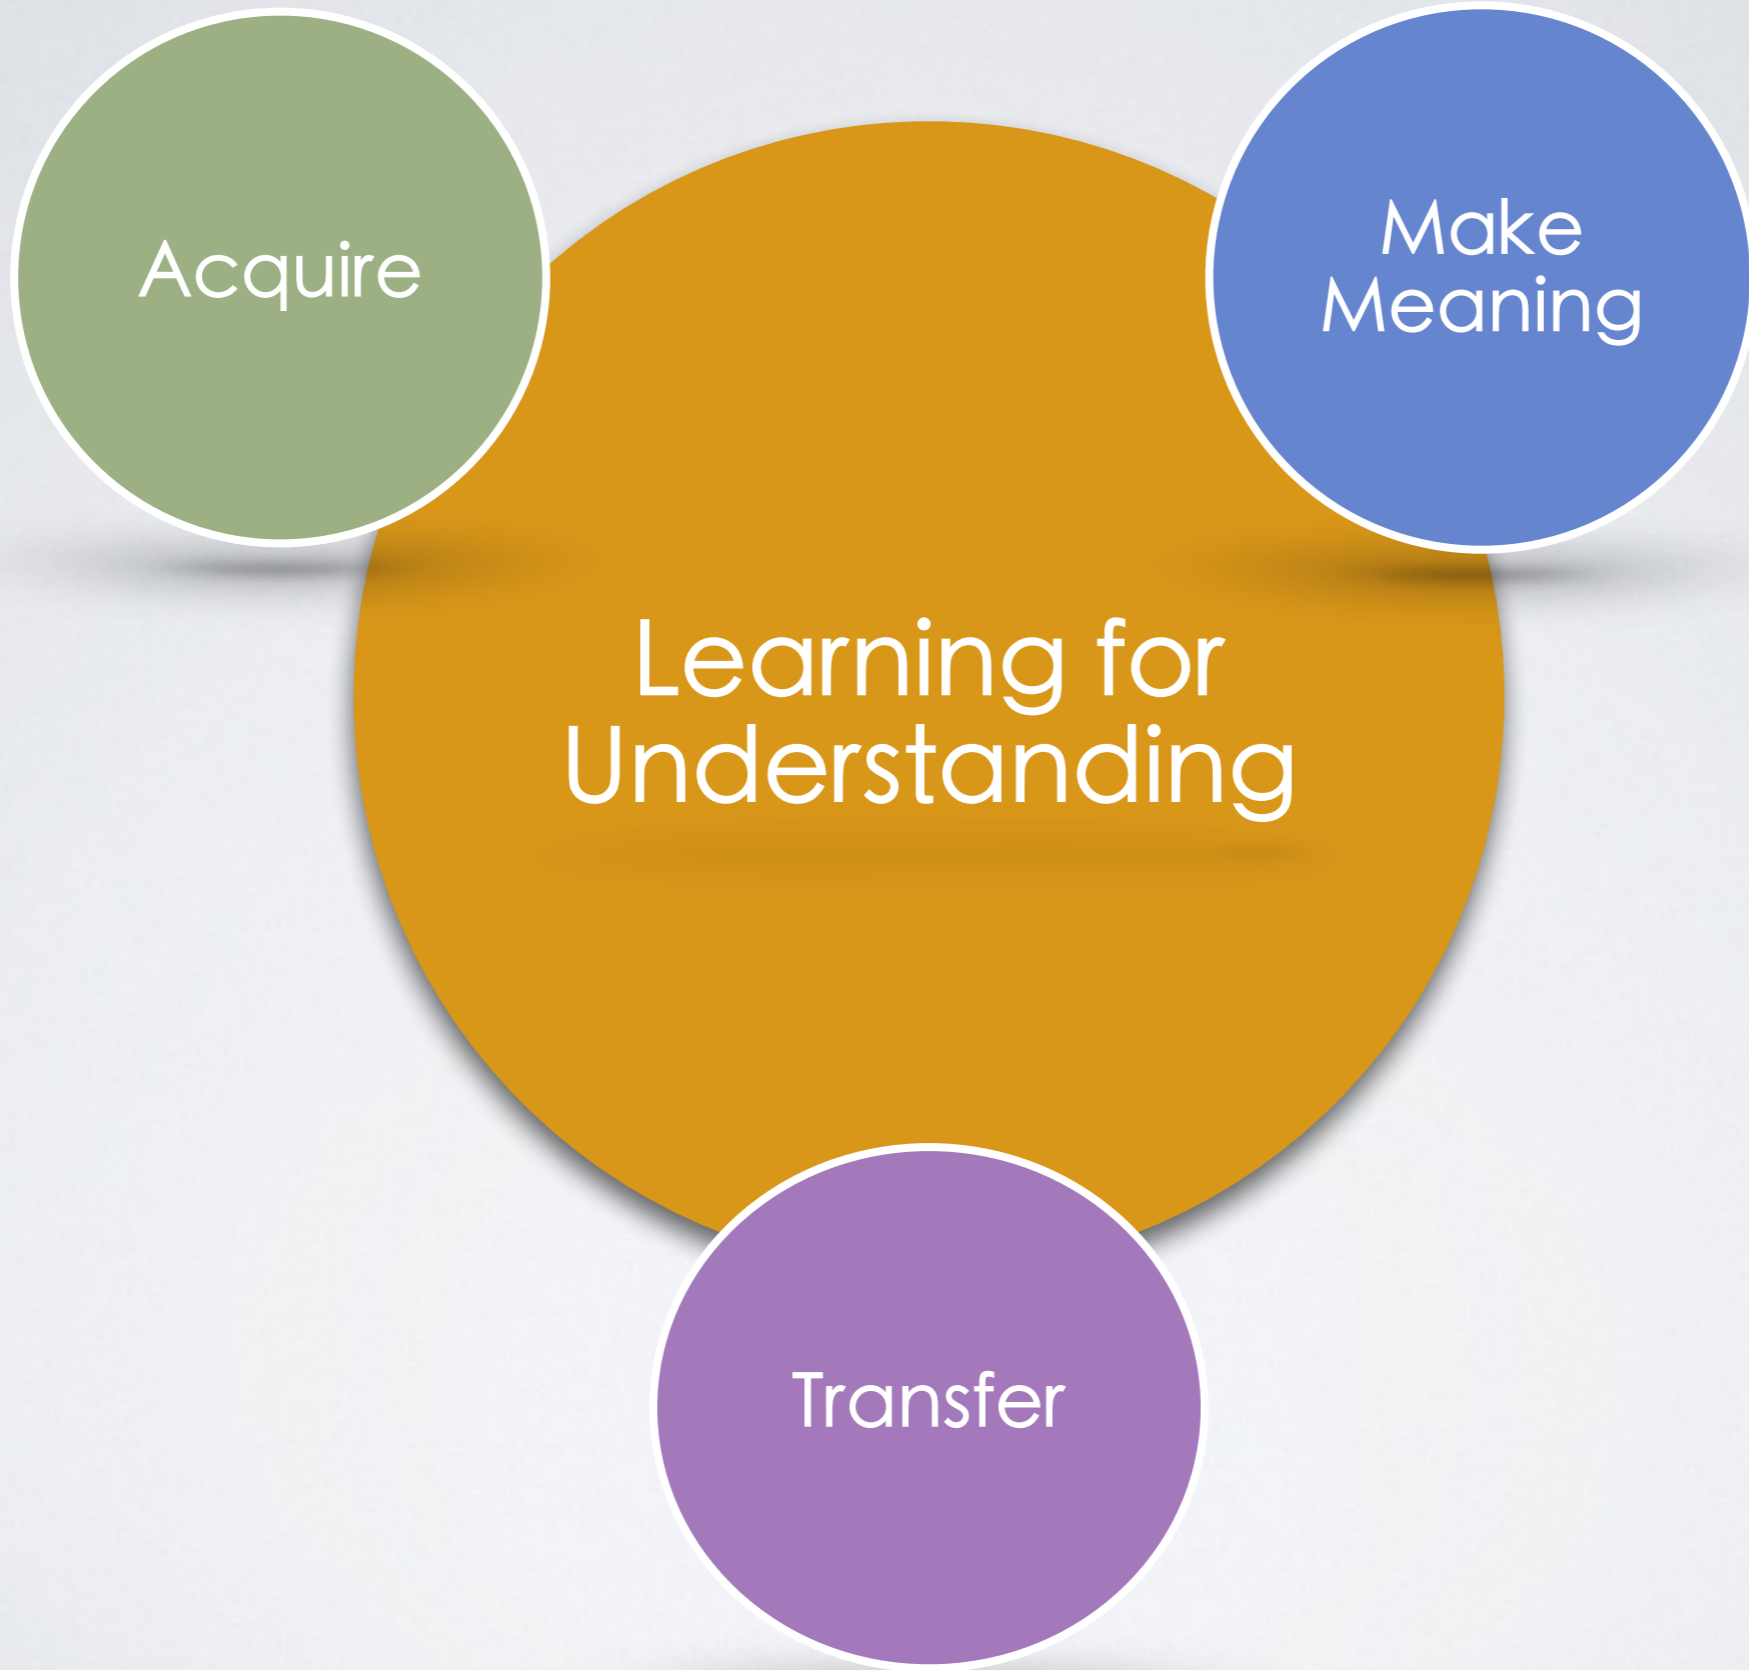 Acquire
Make
Meaning
Learning for
Understanding
Transfer